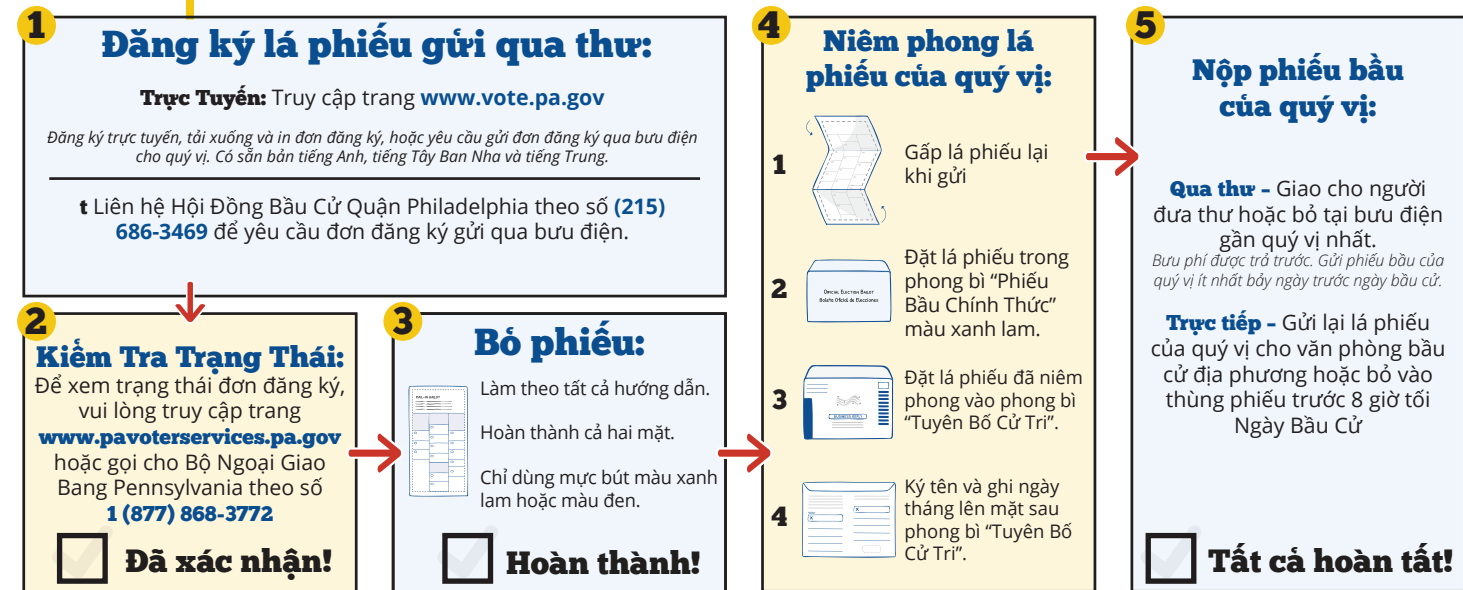 1
Đăng ký lá phiếu gửi qua thư:
Trực Tuyến: Truy cập trang www.vote.pa.gov
Đăng ký trực tuyến, tải xuống và in đơn đăng ký, hoặc yêu cầu gửi đơn đăng ký qua bưu điện
cho quý vị. Có sẵn bản tiếng Anh, tiếng Tây Ban Nha và tiếng Trung.
t Liên hệ Hội Đồng Bầu Cử Quận Philadelphia theo số (215)
686-3469 để yêu cầu đơn đăng ký gửi qua bưu điện.
2
Kiểm Tra Trạng Thái:
Để xem trạng thái đơn đăng ký,
vui lòng truy cập trang
www.pavoterservices.pa.gov
hoặc gọi cho Bộ Ngoại Giao
Bang Pennsylvania theo số
1 (877) 868-3772
Đã xác nhận!
3
Bỏ phiếu:
MAIL-IN BALLOT
Làm theo tất cả hướng dẫn.
Hoàn thành cả hai mặt.
Chỉ dùng mực bút màu xanh
lam hoặc màu đen.
Hoàn thành!
4
Niêm phong lá
phiếu của quý vị:
1
Gấp lá phiếu lại
khi gửi
2
Official Election Ballot
Boleta Oficial de Elecciones
Đặt lá phiếu trong
phong bì “Phiếu
Bầu Chính Thức”
màu xanh lam.
3
BUSINESS REPLY
Đặt lá phiếu đã niêm
phong vào phong bì
“Tuyên Bố Cử Tri”.
4
X
X
Ký tên và ghi ngày
tháng lên mặt sau
phong bì “Tuyên Bố
Cử Tri”.
5
Nộp phiếu bầu
của quý vị:
Qua thư – Giao cho người
đưa thư hoặc bỏ tại bưu điện
gần quý vị nhất.
Bưu phí được trả trước. Gửi phiếu bầu của
quý vị ít nhất bảy ngày trước ngày bầu cử.
Trực tiếp – Gửi lại lá phiếu
của quý vị cho văn phòng bầu
cử địa phương hoặc bỏ vào
thùng phiếu trước 8 giờ tối
Ngày Bầu Cử
Tất cả hoàn tất!